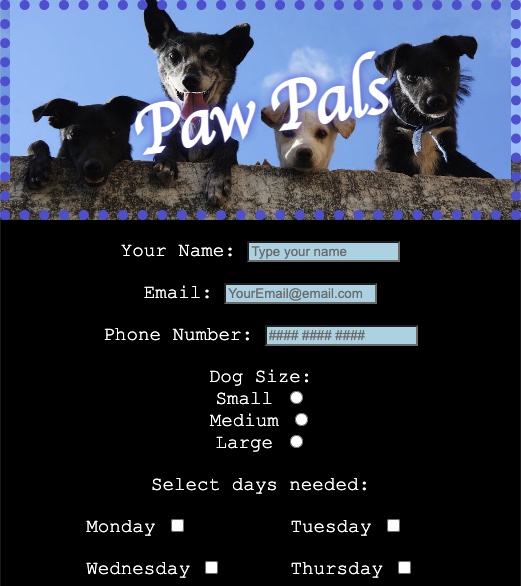 Paw Pals
Your Name: Type your name
Email: YourEmail@email.com
Phone Number: #### #### ####
Dog Size:
Small
Medium
Large
Select days needed:
Monday Tuesday
Wednesday Thursday